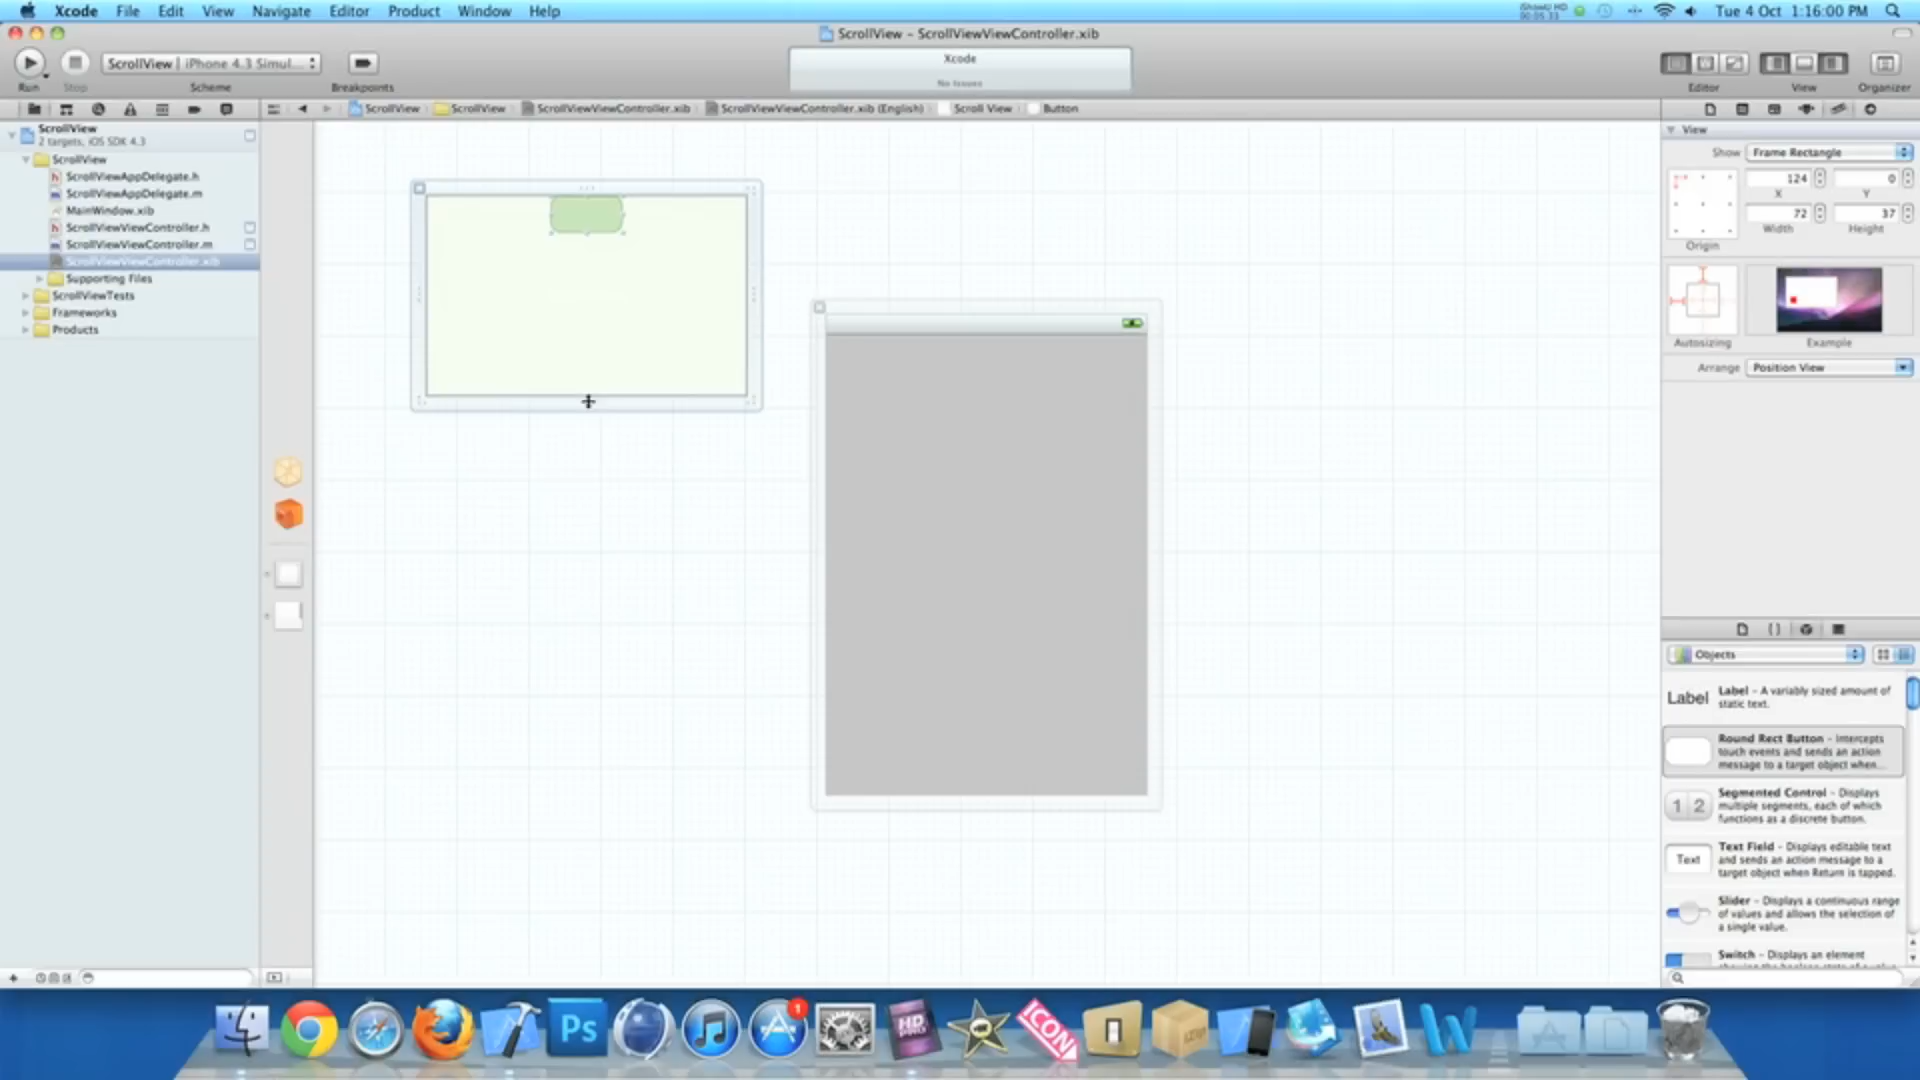 Xcode File Edit View Navigate Editor Product Window Help
Tue 4 Oct 1:16:00 PM
ScrollView - ScrollViewViewController.xib
ScrollView | iPhone 4.3 Simul...
Xcode
No Issues
Run Stop Scheme Breakpoints Editor View Organizer
ScrollView ScrollView ScrollViewViewController.xib ScrollViewViewController.xib (English) Scroll View Button
ScrollView
2 targets, iOS SDK 4.3
ScrollView
ScrollViewAppDelegate.h
ScrollViewAppDelegate.m
MainWindow.xib
ScrollViewViewController.h
ScrollViewViewController.m
ScrollViewViewController.xib
Supporting Files
ScrollViewTests
Frameworks
Products
View
Show Frame Rectangle
124 0
X Y
72 37
Width Height
Origin
Autosizing Example
Arrange Position View
Objects
Label
Label - A variably sized amount of
static text.
Round Rect Button - Intercepts
touch events and sends an action
message to a target object when...
1 2
Segmented Control - Displays
multiple segments, each of which
functions as a discrete button.
Text
Text Field - Displays editable text
and sends an action message to a
target object when Return is tapped.
Slider - Displays a continuous range
of values and allows the selection of
a single value.
Switch - Displays an element
Ps
1
HD
ICON
W